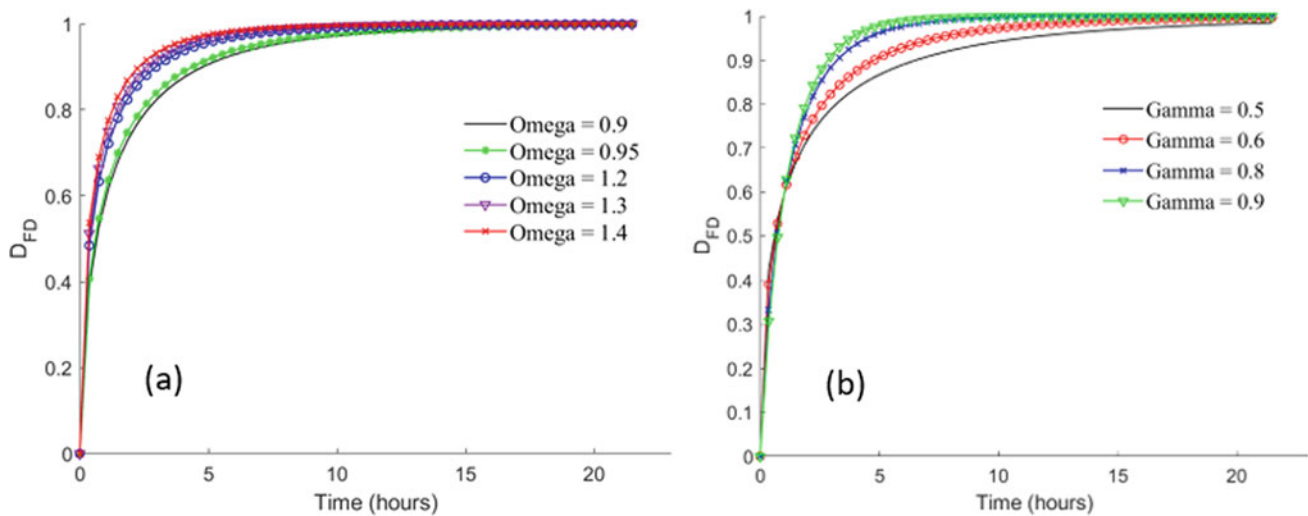 1
0.8
0.6
0.4
0.2
0
D_FD
Omega = 0.9
Omega = 0.95
Omega = 1.2
Omega = 1.3
Omega = 1.4
(a)
0 5 10 15 20
Time (hours)
1
0.9
0.8
0.7
0.6
0.5
0.4
0.3
0.2
0.1
0
D_FD
Gamma = 0.5
Gamma = 0.6
Gamma = 0.8
Gamma = 0.9
(b)
0 5 10 15 20
Time (hours)